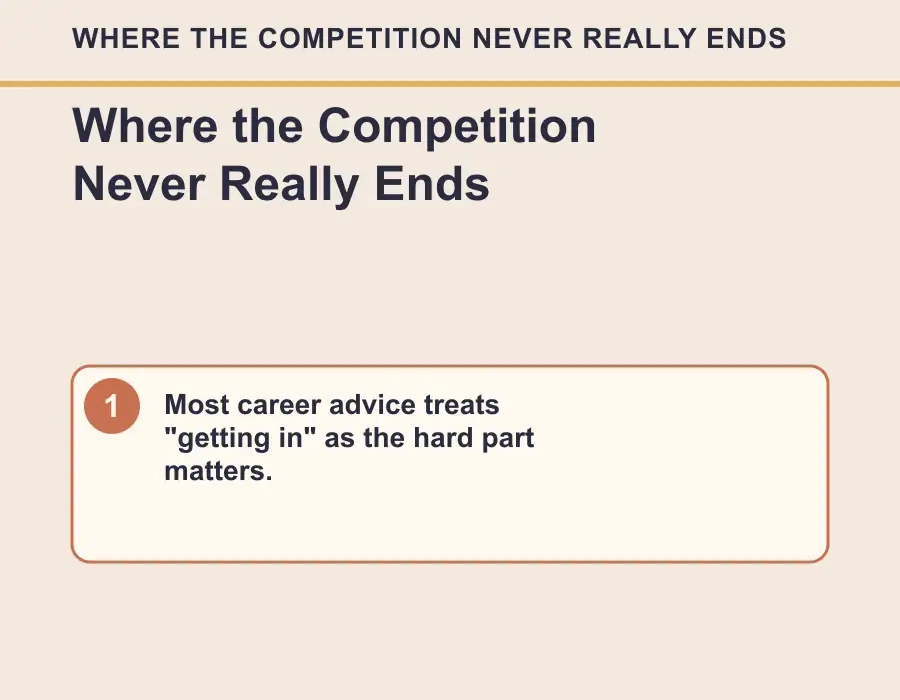 WHERE THE COMPETITION NEVER REALLY ENDS
Where the Competition
Never Really Ends
1
Most career advice treats
"getting in" as the hard part
matters.